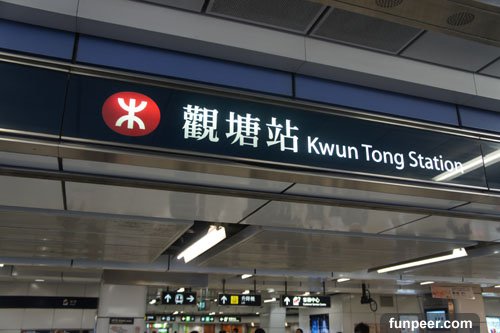 觀塘站 Kwun Tong Station
funpeer.com